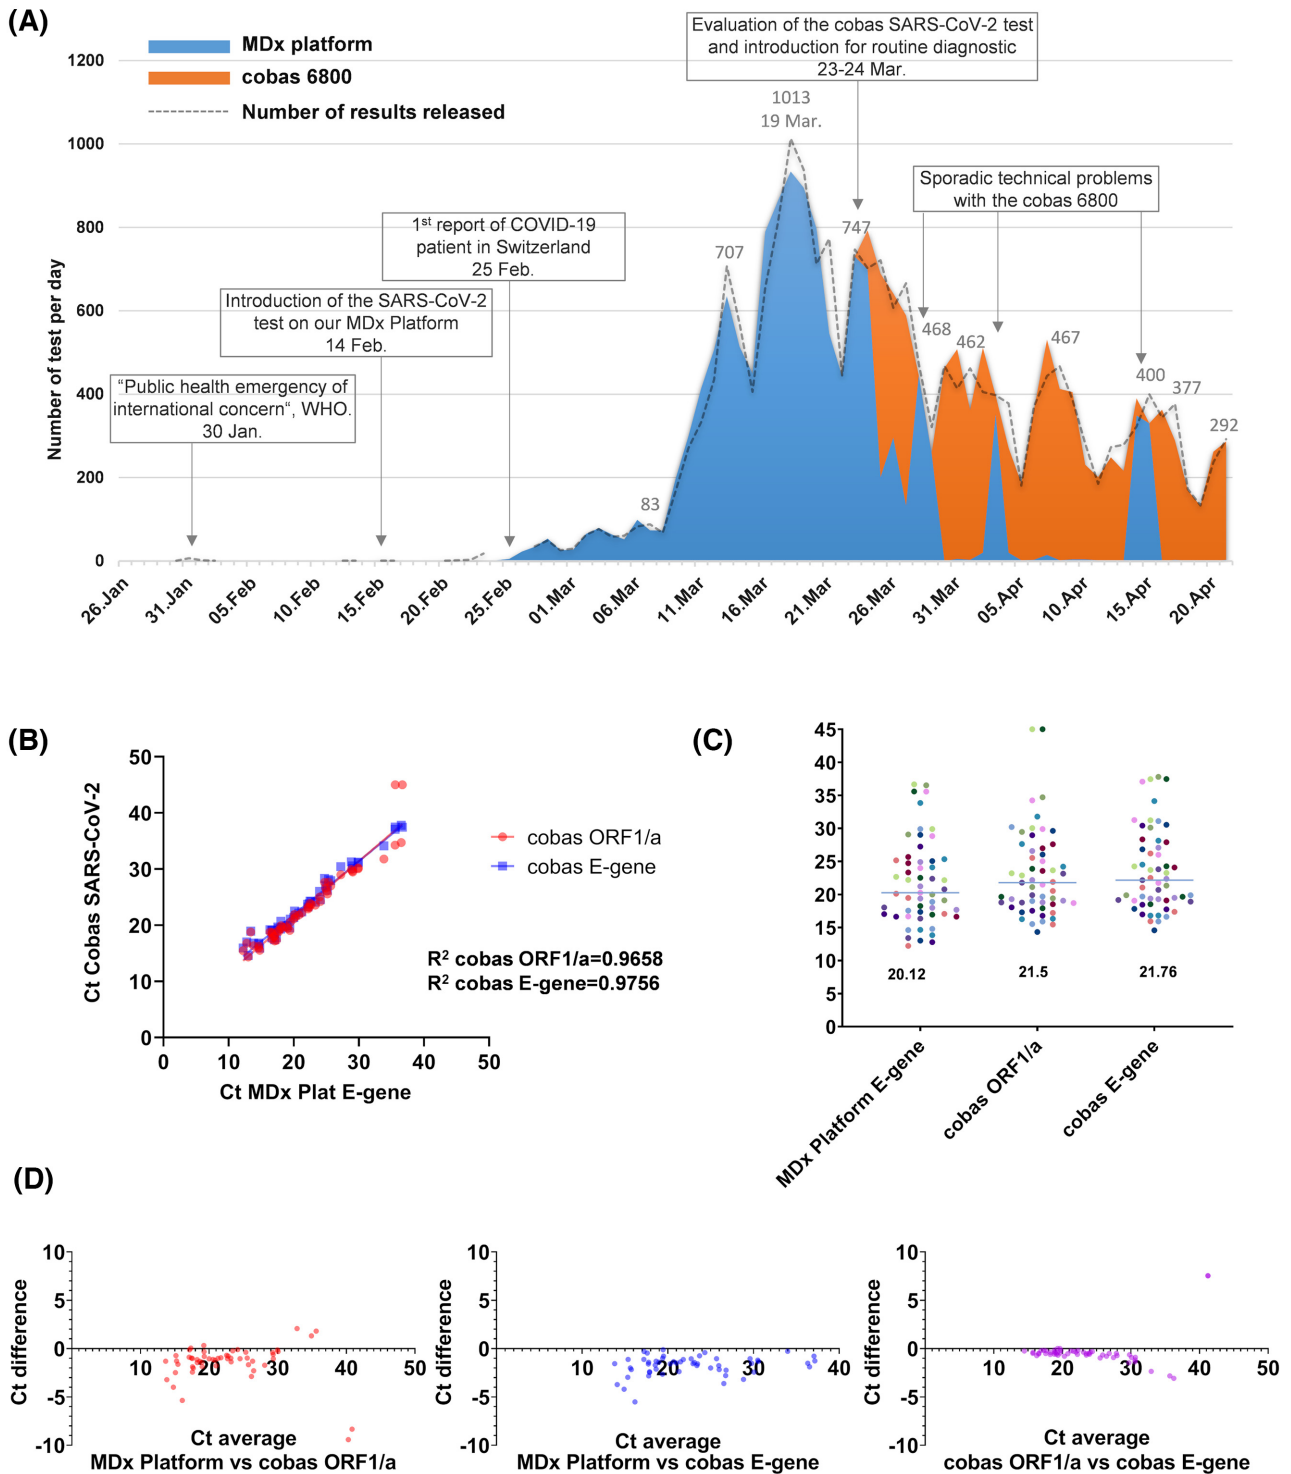 (A)
MDx platform
cobas 6800
Number of results released
Evaluation of the cobas SARS-CoV-2 test
and introduction for routine diagnostic
23-24 Mar.
1013
19 Mar.
Sporadic technical problems
with the cobas 6800
1st report of COVID-19
patient in Switzerland
25 Feb.
Introduction of the SARS-CoV-2
test on our MDx Platform
14 Feb.
“Public health emergency of
international concern“, WHO.
30 Jan.
707
747
468
462
467
400
377
292
83
Number of test per day
1200
1000
800
600
400
200
0
26.Jan
31.Jan
05.Feb
10.Feb
15.Feb
20.Feb
25.Feb
01.Mar
06.Mar
11.Mar
16.Mar
21.Mar
26.Mar
31.Mar
05.Apr
10.Apr
15.Apr
20.Apr
(B)
Ct Cobas SARS-CoV-2
50
40
30
20
10
0
0 10 20 30 40 50
Ct MDx Plat E-gene
cobas ORF1/a
cobas E-gene
R2 cobas ORF1/a=0.9658
R2 cobas E-gene=0.9756
(C)
45
40
35
30
25
20
15
10
5
0
20.12
21.5
21.76
MDx Platform E-gene
cobas ORF1/a
cobas E-gene
(D)
Ct difference
10
5
0
-5
-10
10 20 30 40 50
Ct average
MDx Platform vs cobas ORF1/a
Ct difference
10
5
0
-5
-10
10 20 30 40
Ct average
MDx Platform vs cobas E-gene
Ct difference
10
5
0
-5
-10
10 20 30 40 50
Ct average
cobas ORF1/a vs cobas E-gene